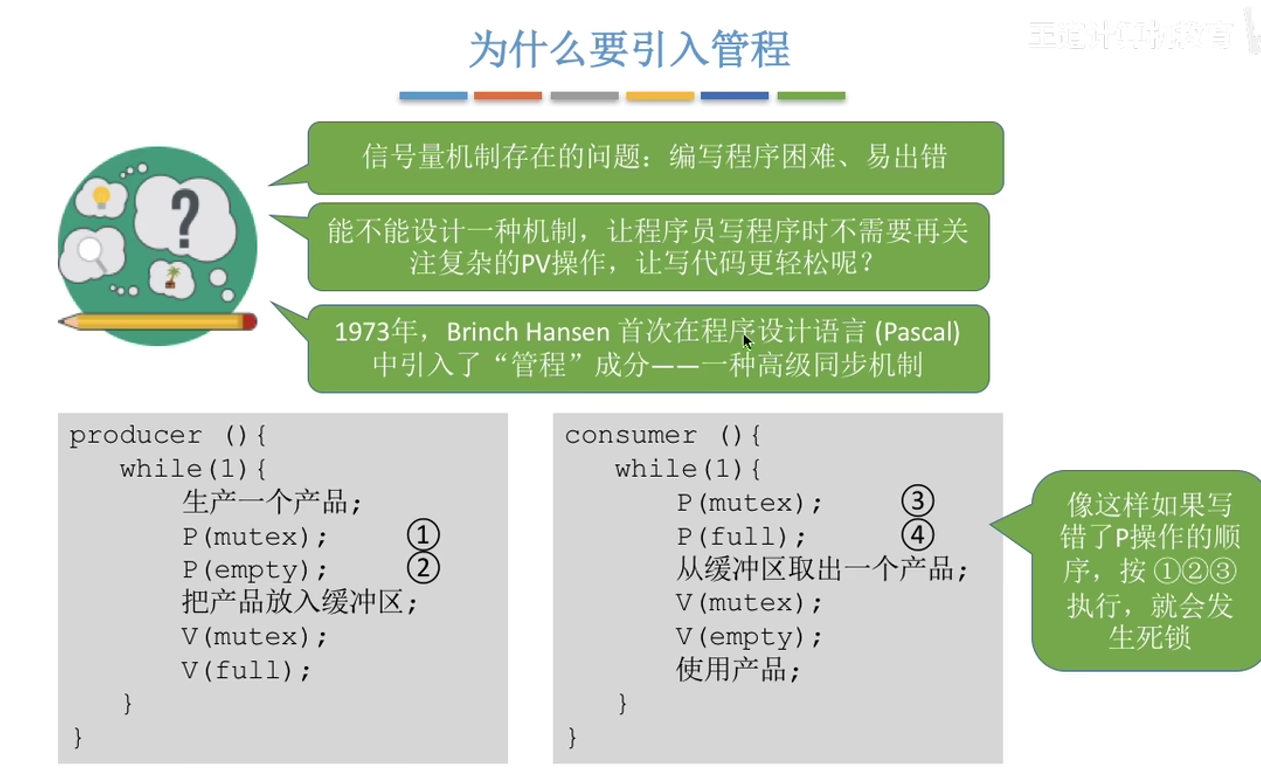 为什么要引入管程
王道计算机教育
信号量机制存在的问题：编写程序困难、易出错
能不能设计一种机制，让程序员写程序时不需要再关
注复杂的PV操作，让写代码更轻松呢？
1973年，Brinch Hansen 首次在程序设计语言 (Pascal)
中引入了“管程”成分——一种高级同步机制
producer (){
while(1){
生产一个产品;
P(mutex); ①
P(empty); ②
把产品放入缓冲区;
V(mutex);
V(full);
}
}
consumer (){
while(1){
P(mutex); ③
P(full); ④
从缓冲区取出一个产品;
V(mutex);
V(empty);
使用产品;
}
}
像这样如果写
错了P操作的顺
序，按 ①②③
执行，就会发
生死锁